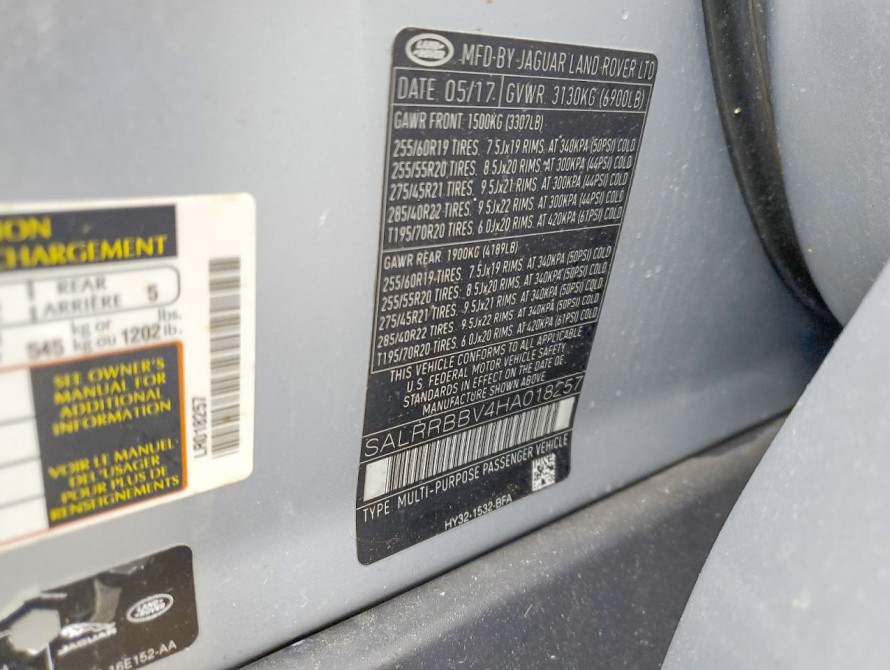 LAND ROVER
MFD·BY·JAGUAR LAND ROVER LTD
DATE. 05/17. GVWR. 3130KG (6900LB)
GAWR FRONT. 1500KG (3307LB)
255/60R19 TIRES. 7.5Jx19 RIMS. AT 340KPA (50PSI) COLD
255/55R20 TIRES. 8.5Jx20 RIMS. AT 300KPA (44PSI) COLD
275/45R21 TIRES. 9.5Jx21 RIMS. AT 300KPA (44PSI) COLD
285/40R22 TIRES. 9.5Jx22 RIMS. AT 300KPA (44PSI) COLD
T195/70R20 TIRES. 6.0Jx20 RIMS. AT 420KPA (61PSI) COLD
GAWR REAR. 1900KG (4189LB)
255/60R19·TIRES. 7.5Jx19 RIMS. AT 340KPA (50PSI) COLD
255/55R20 TIRES. 8.5Jx20 RIMS. AT 340KPA (50PSI) COLD
275/45R21 TIRES. 9.5Jx21 RIMS. AT 340KPA (50PSI) COLD
285/40R22 TIRES. 9.5Jx22 RIMS. AT 340KPA (50PSI) COLD
T195/70R20·TIRES. 6.0Jx20 RIMS. AT 420KPA (61PSI) COLD
THIS VEHICLE CONFORMS TO ALL APPLICABLE
U.S. FEDERAL MOTOR VEHICLE SAFETY
STANDARDS IN EFFECT ON THE DATE OF
MANUFACTURE SHOWN ABOVE
SALRRBBV4HA018257
TYPE MULTI-PURPOSE PASSENGER VEHICLE
HY32-1532-BFA
ION
CHARGEMENT
REAR
ARRIÈRE 5
kg or lbs.
545 kg ou 1202 lb.
SEE OWNER'S
MANUAL FOR
ADDITIONAL
INFORMATION
VOIR LE MANUEL
DE L'USAGER
POUR PLUS DE
RENSEIGNEMENTS
LR018257
LAND ROVER
JAGUAR
16E152-AA